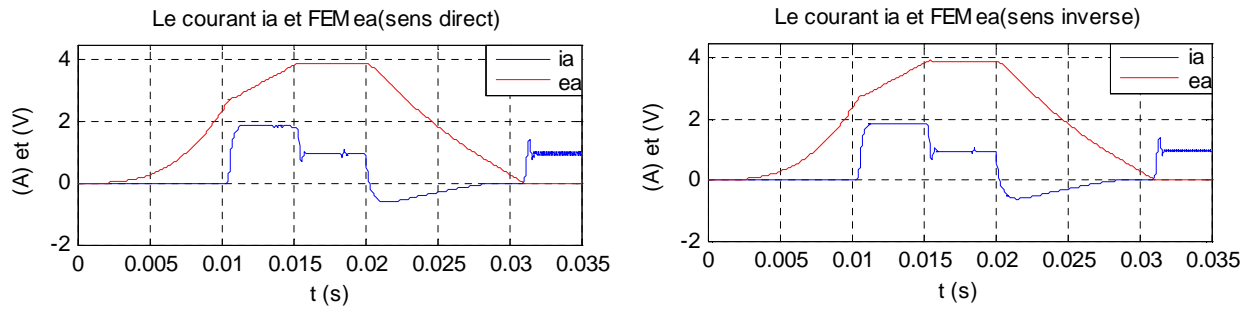 Le courant ia et FEM ea(sens direct)
4
2
0
-2
(A) et (V)
ia
ea
0 0.005 0.01 0.015 0.02 0.025 0.03 0.035
t (s)
Le courant ia et FEM ea(sens inverse)
4
2
0
-2
(A) et (V)
ia
ea
0 0.005 0.01 0.015 0.02 0.025 0.03 0.035
t (s)